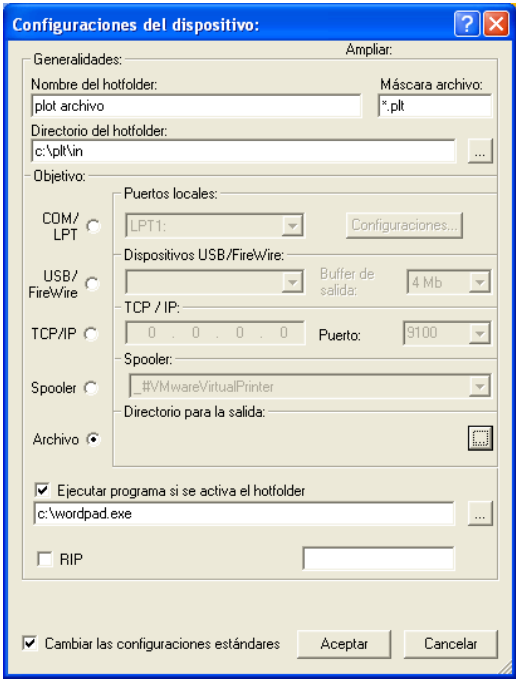 Configuraciones del dispositivo:
Ampliar:
Generalidades:
Nombre del hotfolder: Máscara archivo:
plot archivo *.plt
Directorio del hotfolder:
c:\plt\in ...
Objetivo:
Puertos locales:
COM/
LPT
LPT1: Configuraciones...
Dispositivos USB/FireWire:
USB/
FireWire
Buffer de
salida:
4 Mb
TCP / IP:
TCP/IP 0 . 0 . 0 . 0 Puerto: 9100
Spooler:
Spooler _#VMwareVirtualPrinter
Directorio para la salida:
Archivo ...
Ejecutar programa si se activa el hotfolder
c:\wordpad.exe ...
RIP
Cambiar las configuraciones estándares Aceptar Cancelar